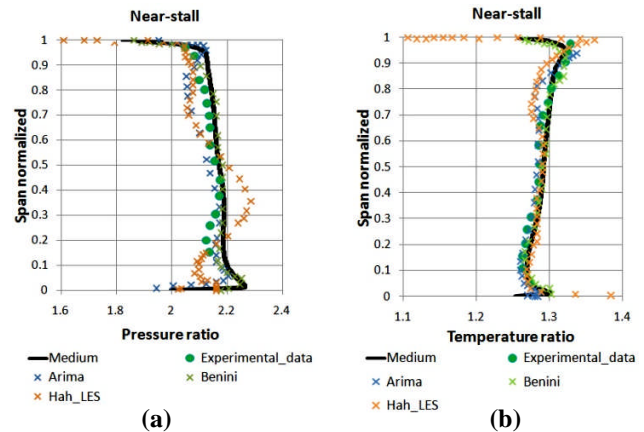 Near-stall
Span normalized
1
0.9
0.8
0.7
0.6
0.5
0.4
0.3
0.2
0.1
0
1.6 1.8 2.0 2.2 2.4
Pressure ratio
Medium Experimental_data
Arima Benini
Hah_LES
(a)
Near-stall
Span normalized
1
0.9
0.8
0.7
0.6
0.5
0.4
0.3
0.2
0.1
0
1.1 1.2 1.3 1.4
Temperature ratio
Medium Experimental_data
Arima Benini
Hah_LES
(b)